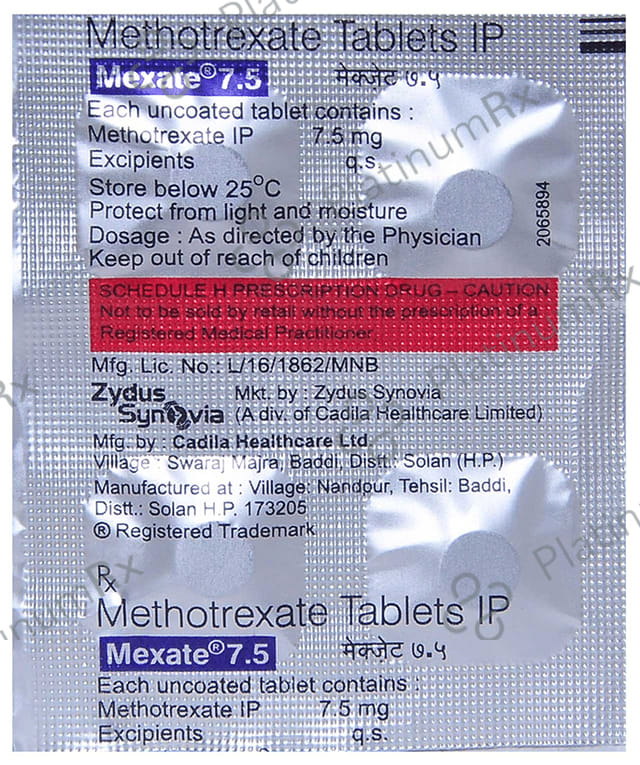 Methotrexate Tablets IP
Mexate® 7.5 मेक्ज़ेट ७.५
Each uncoated tablet contains :
Methotrexate IP 7.5 mg
Excipients q.s.
Store below 25°C
Protect from light and moisture
Dosage : As directed by the Physician
Keep out of reach of children
2065894
SCHEDULE H PRESCRIPTION DRUG – CAUTION
Not to be sold by retail without the prescription of a
Registered Medical Practitioner
Mfg. Lic. No.: L/16/1862/MNB
Zydus
Synovia
Mkt. by : Zydus Synovia
(A div. of Cadila Healthcare Limited)
Mfg. by : Cadila Healthcare Ltd.
Village : Swaraj Majra, Baddi, Distt.: Solan (H.P.)
Manufactured at : Village: Nandpur, Tehsil: Baddi,
Distt.: Solan H.P. 173205
® Registered Trademark
Rx
Methotrexate Tablets IP
Mexate® 7.5 मेक्ज़ेट ७.५
Each uncoated tablet contains :
Methotrexate IP 7.5 mg
Excipients q.s.
PlatinumRx
PlatinumRx